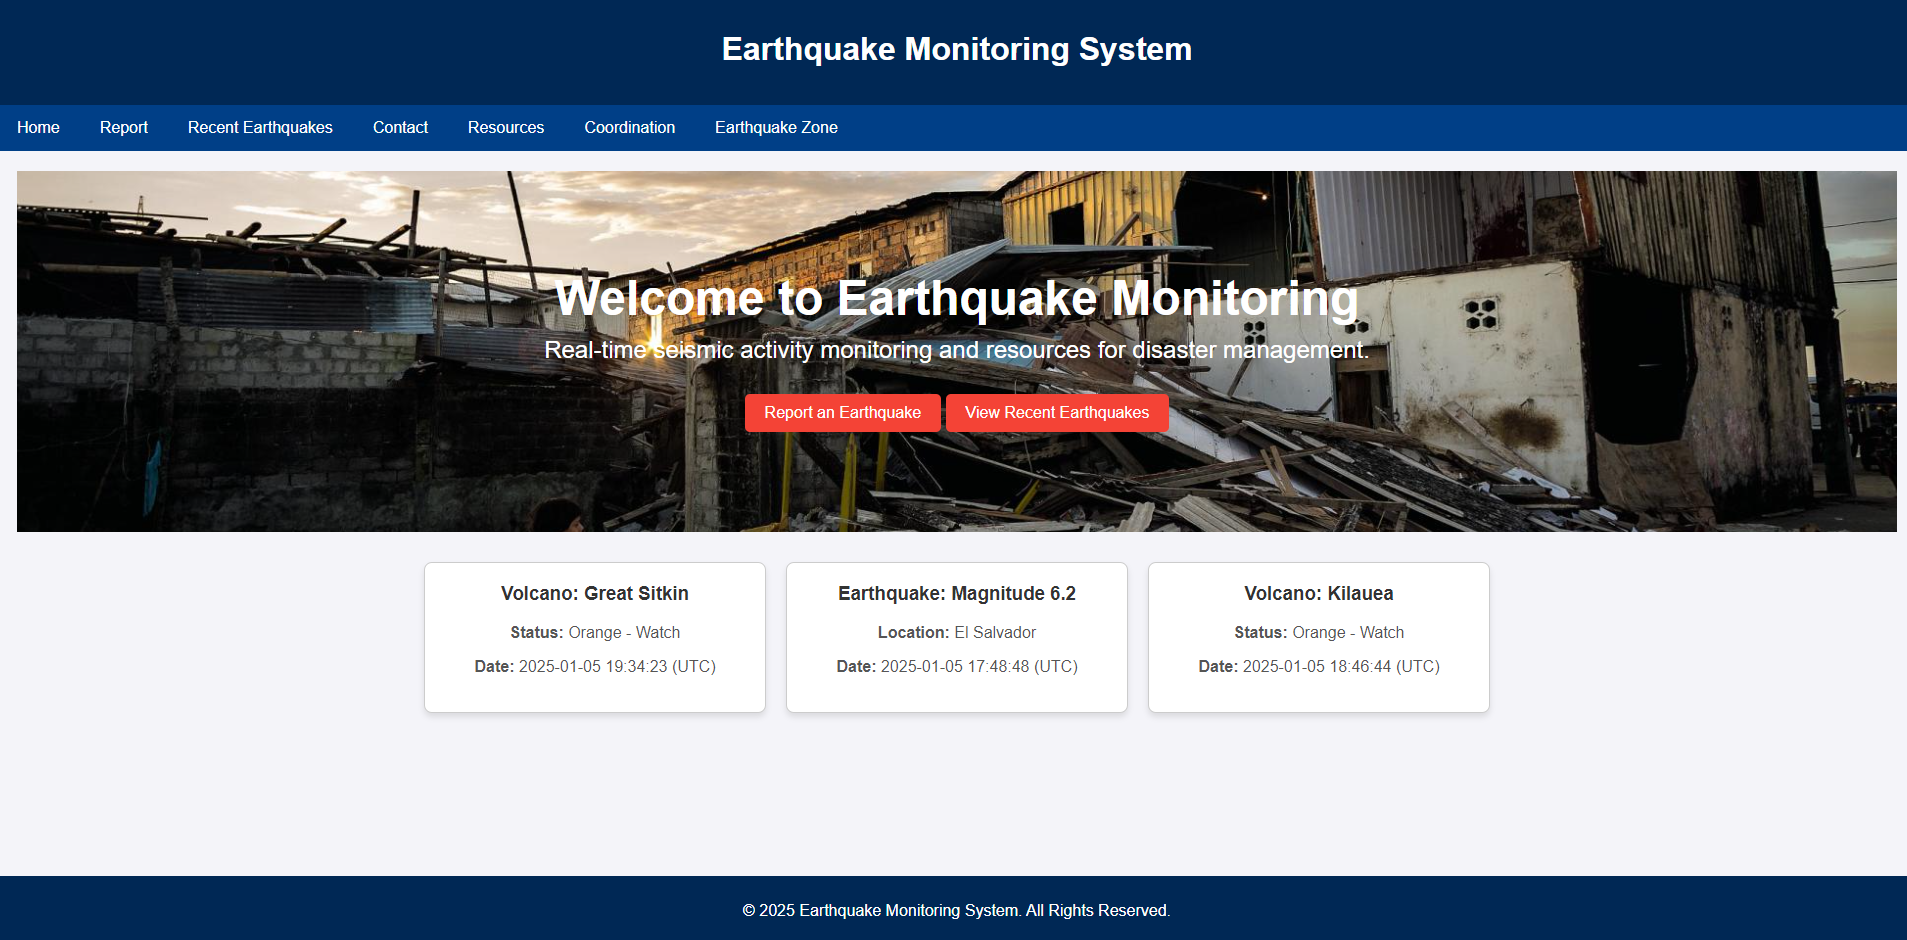 Earthquake Monitoring System
Home Report Recent Earthquakes Contact Resources Coordination Earthquake Zone
Welcome to Earthquake Monitoring
Real-time seismic activity monitoring and resources for disaster management.
Report an Earthquake View Recent Earthquakes
Volcano: Great Sitkin
Status: Orange - Watch
Date: 2025-01-05 19:34:23 (UTC)
Earthquake: Magnitude 6.2
Location: El Salvador
Date: 2025-01-05 17:48:48 (UTC)
Volcano: Kilauea
Status: Orange - Watch
Date: 2025-01-05 18:46:44 (UTC)
© 2025 Earthquake Monitoring System. All Rights Reserved.